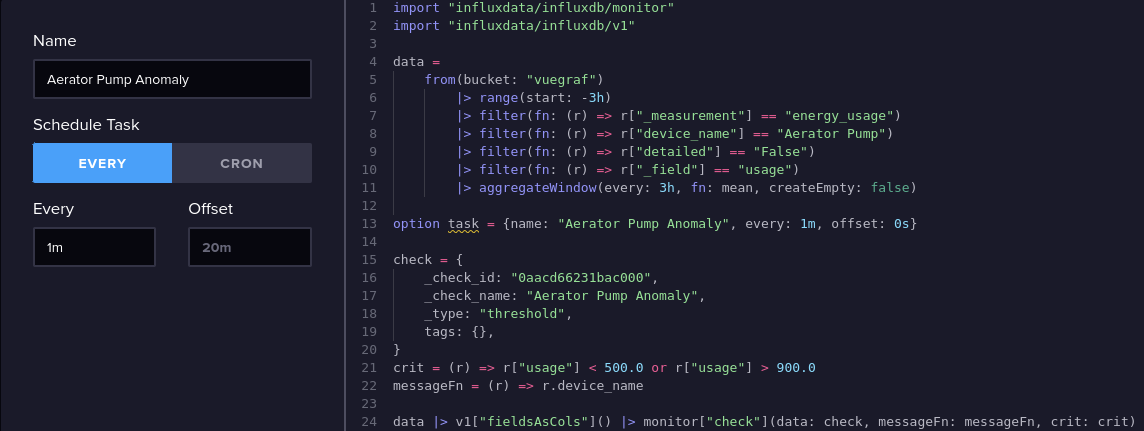 Name
Aerator Pump Anomaly
Schedule Task
EVERY
CRON
Every
Offset
1m
20m
1 import "influxdata/influxdb/monitor"
2 import "influxdata/influxdb/v1"
3
4 data =
5 from(bucket: "vuegraf")
6 |> range(start: -3h)
7 |> filter(fn: (r) => r["_measurement"] == "energy_usage")
8 |> filter(fn: (r) => r["device_name"] == "Aerator Pump")
9 |> filter(fn: (r) => r["detailed"] == "False")
10 |> filter(fn: (r) => r["_field"] == "usage")
11 |> aggregateWindow(every: 3h, fn: mean, createEmpty: false)
12
13 option task = {name: "Aerator Pump Anomaly", every: 1m, offset: 0s}
14
15 check = {
16 _check_id: "0aacd66231bac000",
17 _check_name: "Aerator Pump Anomaly",
18 _type: "threshold",
19 tags: {},
20 }
21 crit = (r) => r["usage"] < 500.0 or r["usage"] > 900.0
22 messageFn = (r) => r.device_name
23
24 data |> v1["fieldsAsCols"]() |> monitor["check"](data: check, messageFn: messageFn, crit: crit)